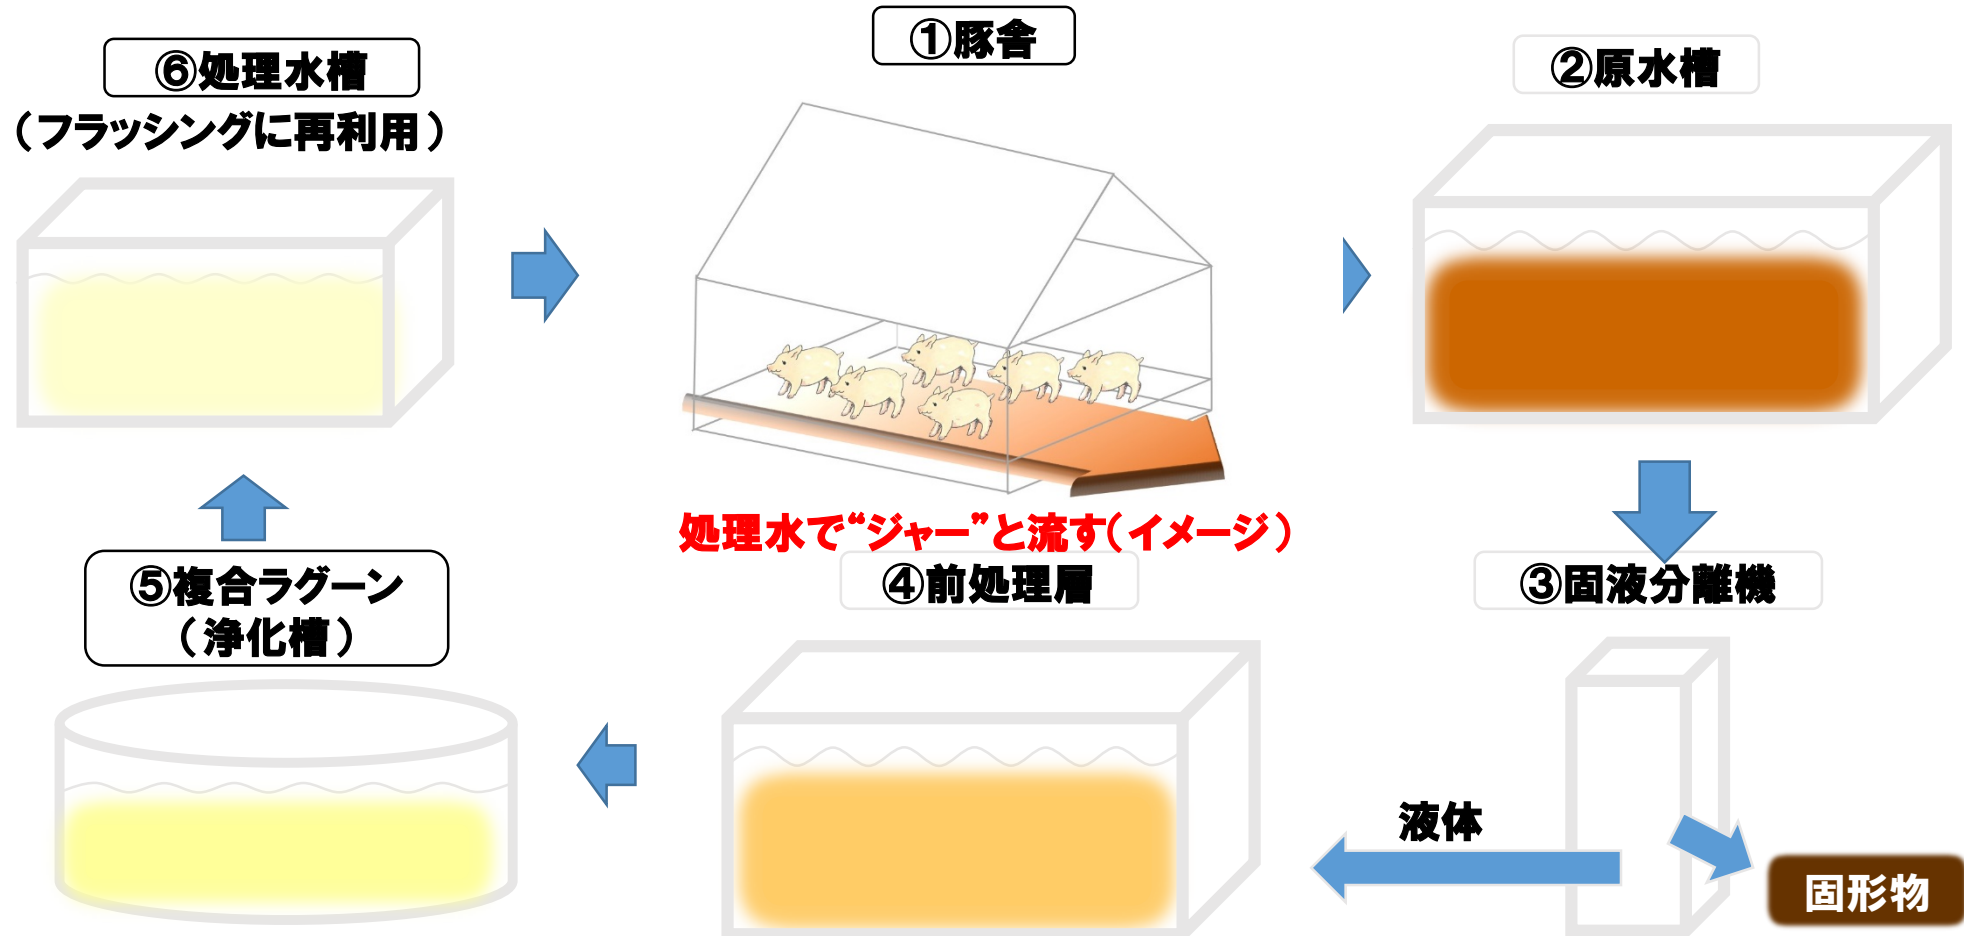 ①豚舎
②原水槽
⑥処理水槽
（フラッシングに再利用）
処理水で“ジャー”と流す（イメージ）
④前処理層
③固液分離機
⑤複合ラグーン
（浄化槽）
液体
固形物